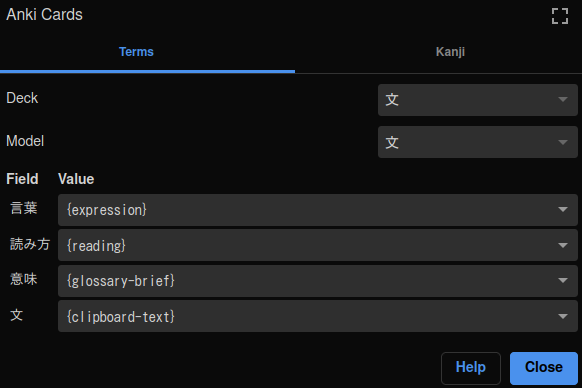 Anki Cards
Terms Kanji
Deck 文
Model 文
Field Value
言葉 {expression}
読み方 {reading}
意味 {glossary-brief}
文 {clipboard-text}
Help Close